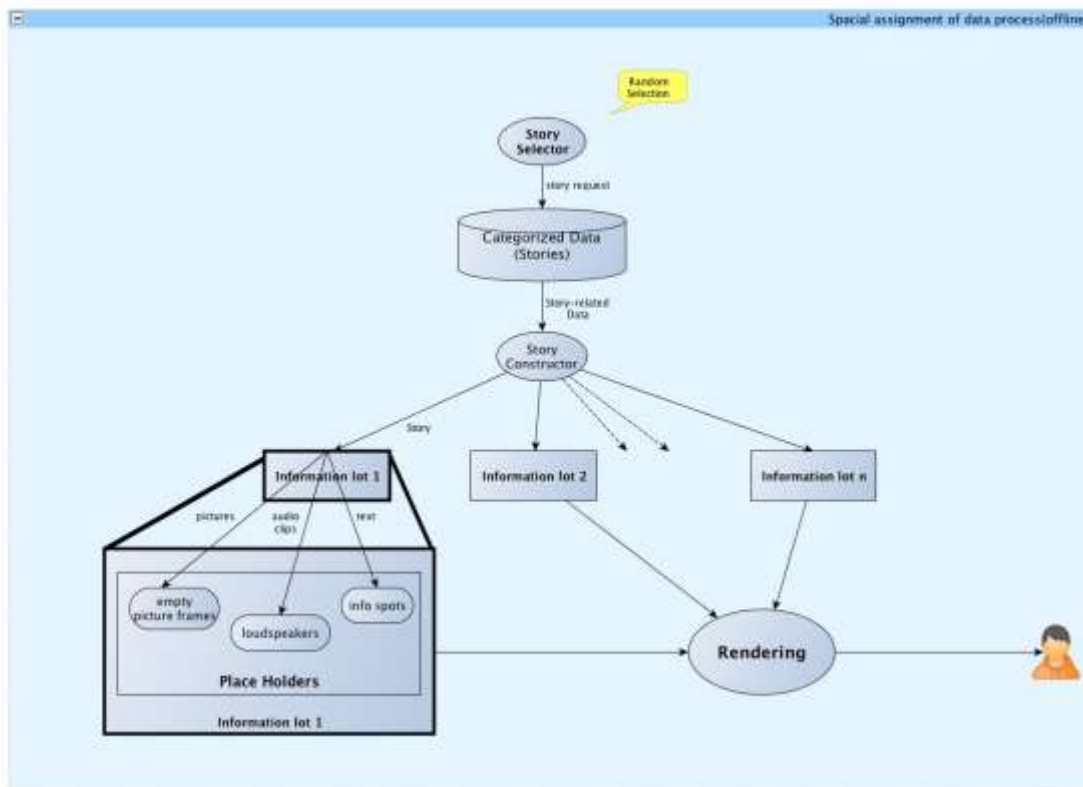 Spacial assignment of data process(offline
Random
Selection
Story
Selector
story request
Categorized Data
(Stories)
Story-related
Data
Story
Constructor
Story
Information lot 1
Information lot 2
Information lot n
pictures
audio
clips
text
empty
picture frames
loudspeakers
info spots
Place Holders
Information lot 1
Rendering